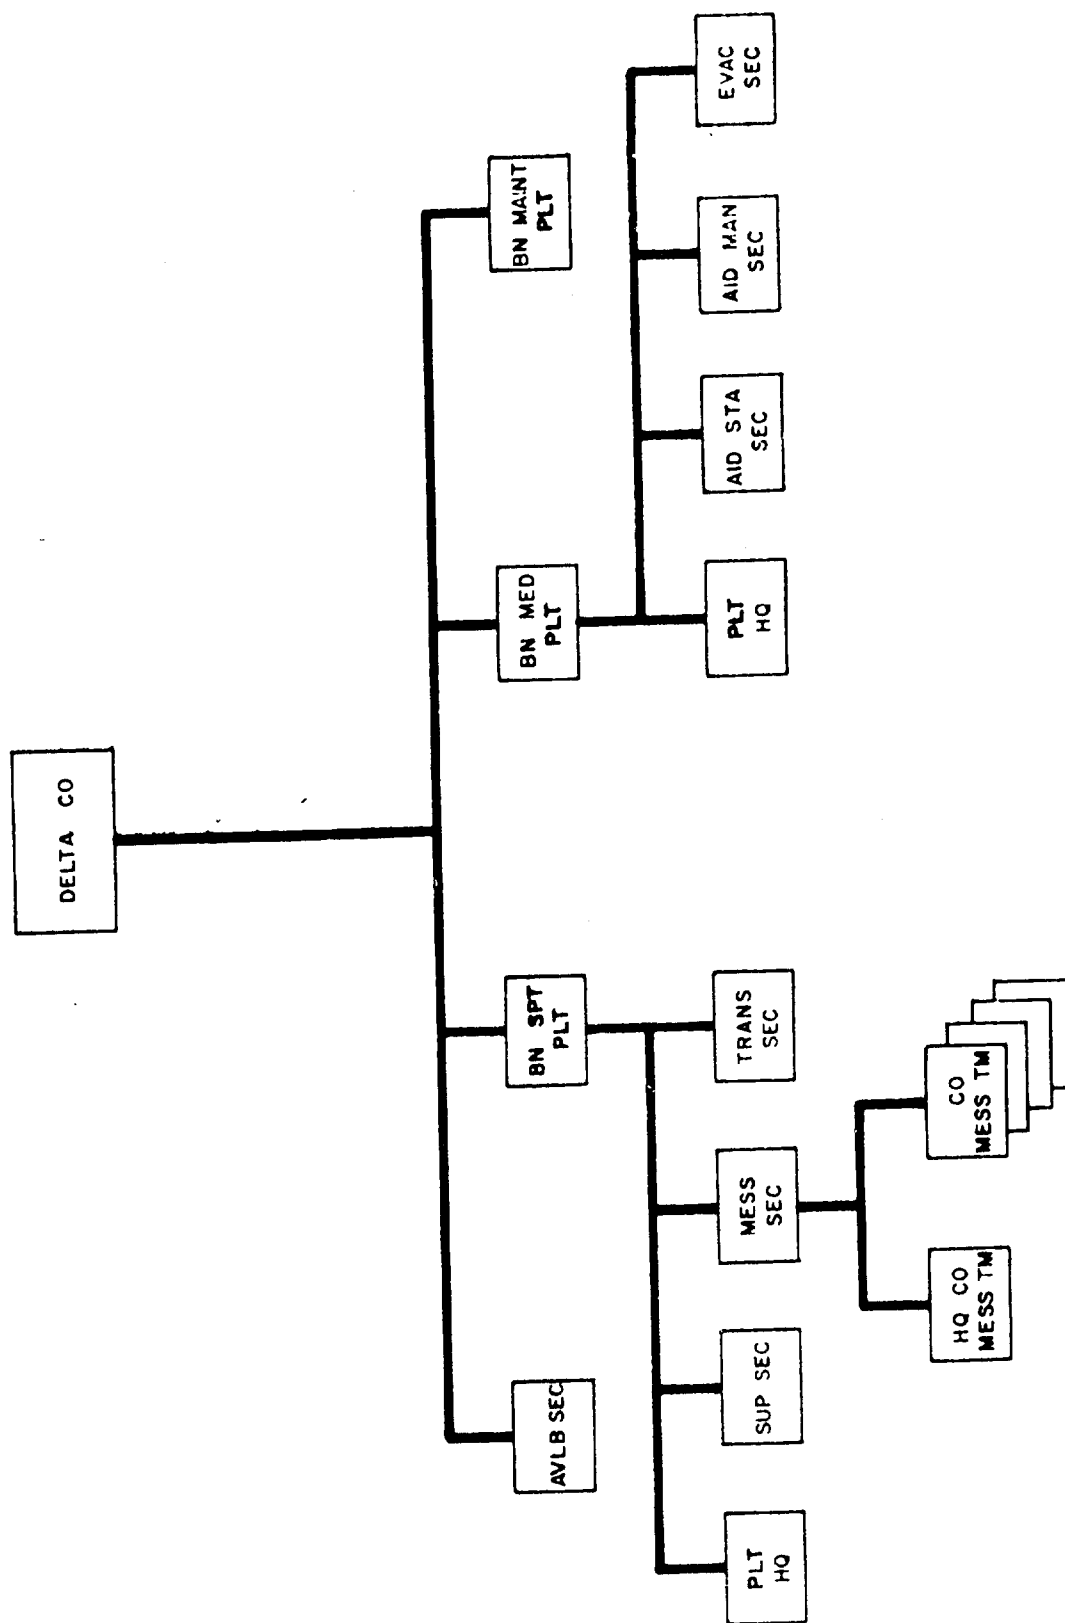 DELTA CO
AVLB SEC
BN SPT
PLT
BN MED
PLT
BN MAINT
PLT
PLT
HQ
SUP SEC
MESS
SEC
TRANS
SEC
PLT
HQ
AID STA
SEC
AID MAN
SEC
EVAC
SEC
HQ CO
MESS TM
CO
MESS TM